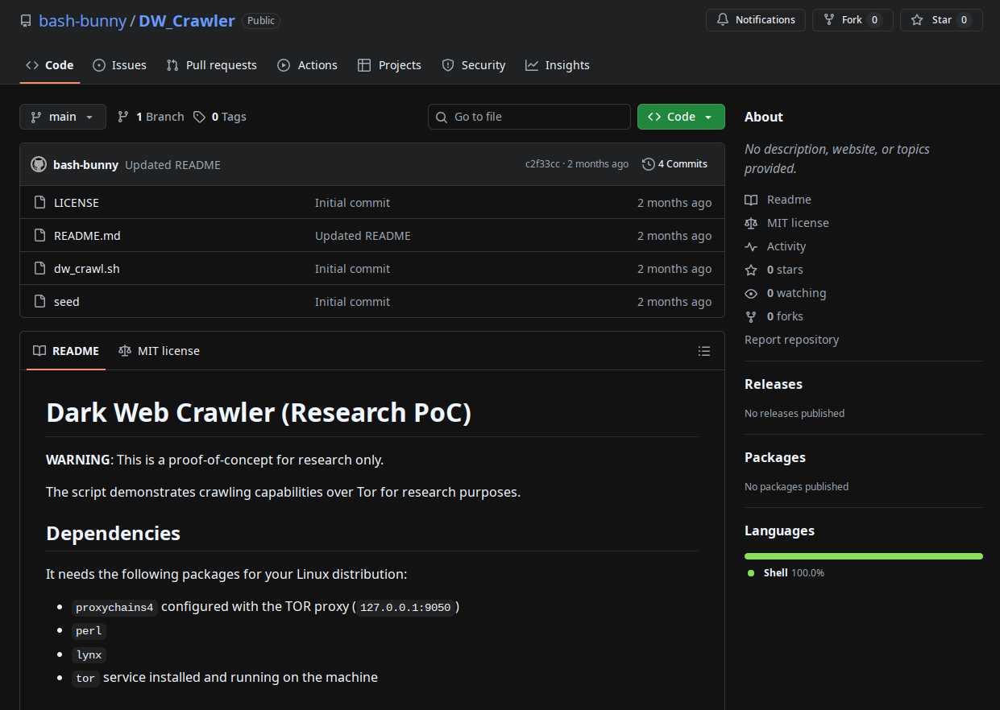 bash-bunny / DW_Crawler Public Notifications Fork 0 Star 0
Code Issues Pull requests Actions Projects Security Insights
main 1 Branch 0 Tags Go to file Code
bash-bunny Updated README c2f33cc · 2 months ago 4 Commits
LICENSE Initial commit 2 months ago
README.md Updated README 2 months ago
dw_crawl.sh Initial commit 2 months ago
seed Initial commit 2 months ago
README MIT license
Dark Web Crawler (Research PoC)
WARNING: This is a proof-of-concept for research only.
The script demonstrates crawling capabilities over Tor for research purposes.
Dependencies
It needs the following packages for your Linux distribution:
proxychains4 configured with the TOR proxy ( 127.0.0.1:9050 )
perl
lynx
tor service installed and running on the machine
About
No description, website, or topics
provided.
Readme
MIT license
Activity
0 stars
0 watching
0 forks
Report repository
Releases
No releases published
Packages
No packages published
Languages
Shell 100.0%